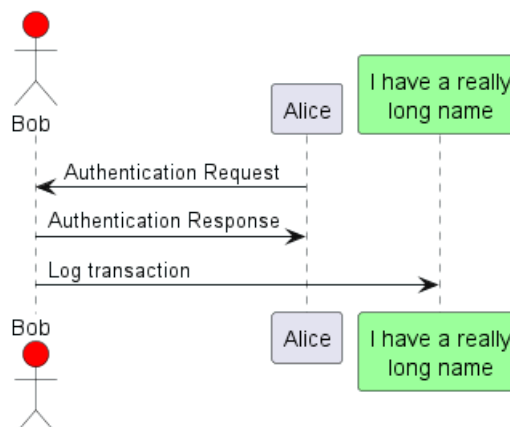 Bob
Alice
I have a really
long name
Authentication Request
Authentication Response
Log transaction
Bob
Alice
I have a really
long name